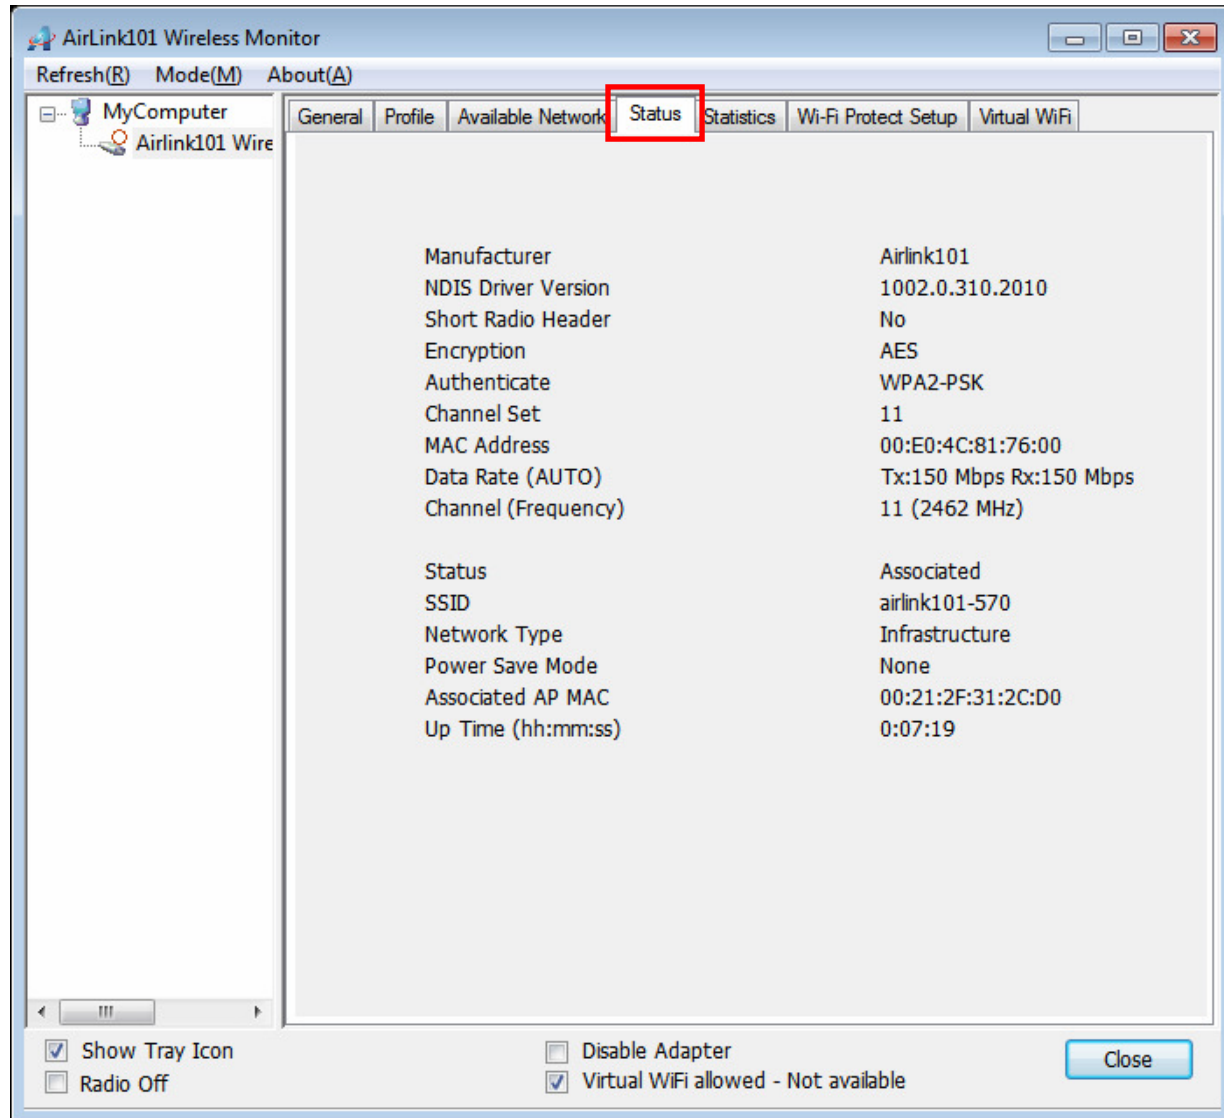 AirLink101 Wireless Monitor
Refresh(R) Mode(M) About(A)
MyComputer
Airlink101 Wire
General Profile Available Network Status Statistics Wi-Fi Protect Setup Virtual WiFi
Manufacturer Airlink101
NDIS Driver Version 1002.0.310.2010
Short Radio Header No
Encryption AES
Authenticate WPA2-PSK
Channel Set 11
MAC Address 00:E0:4C:81:76:00
Data Rate (AUTO) Tx:150 Mbps Rx:150 Mbps
Channel (Frequency) 11 (2462 MHz)
Status Associated
SSID airlink101-570
Network Type Infrastructure
Power Save Mode None
Associated AP MAC 00:21:2F:31:2C:D0
Up Time (hh:mm:ss) 0:07:19
Show Tray Icon Disable Adapter Close
Radio Off Virtual WiFi allowed - Not available